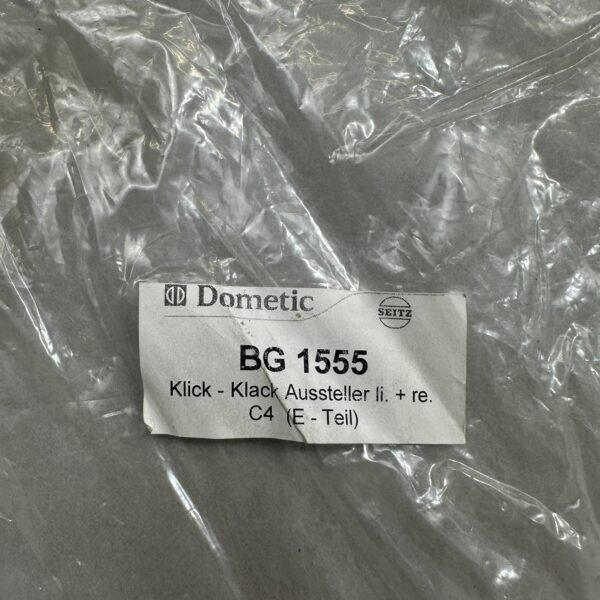 Dometic
SEITZ
BG 1555
Klick - Klack Aussteller li. + re.
C4 (E - Teil)